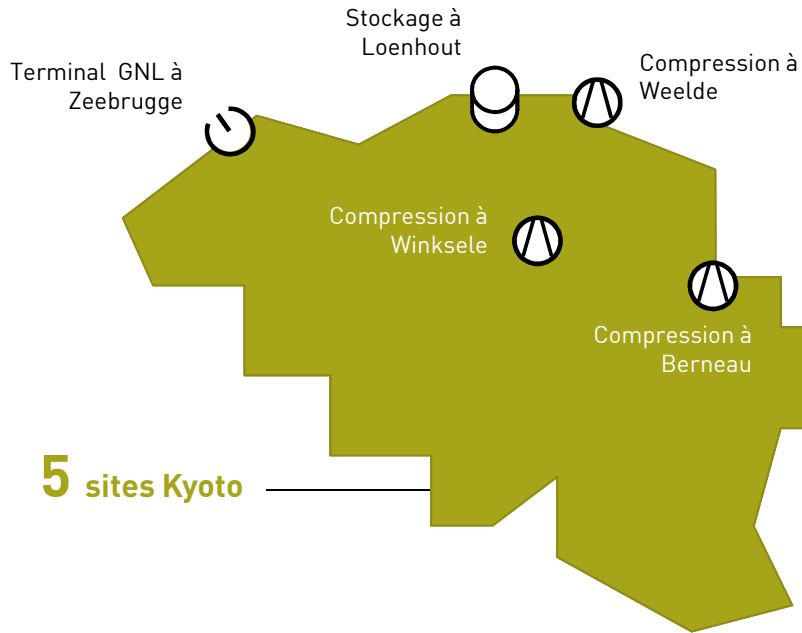 Stockage à
Loenhout
Terminal GNL à
Zeebrugge
Compression à
Weelde
Compression à
Winksele
Compression à
Berneau
5 sites Kyoto